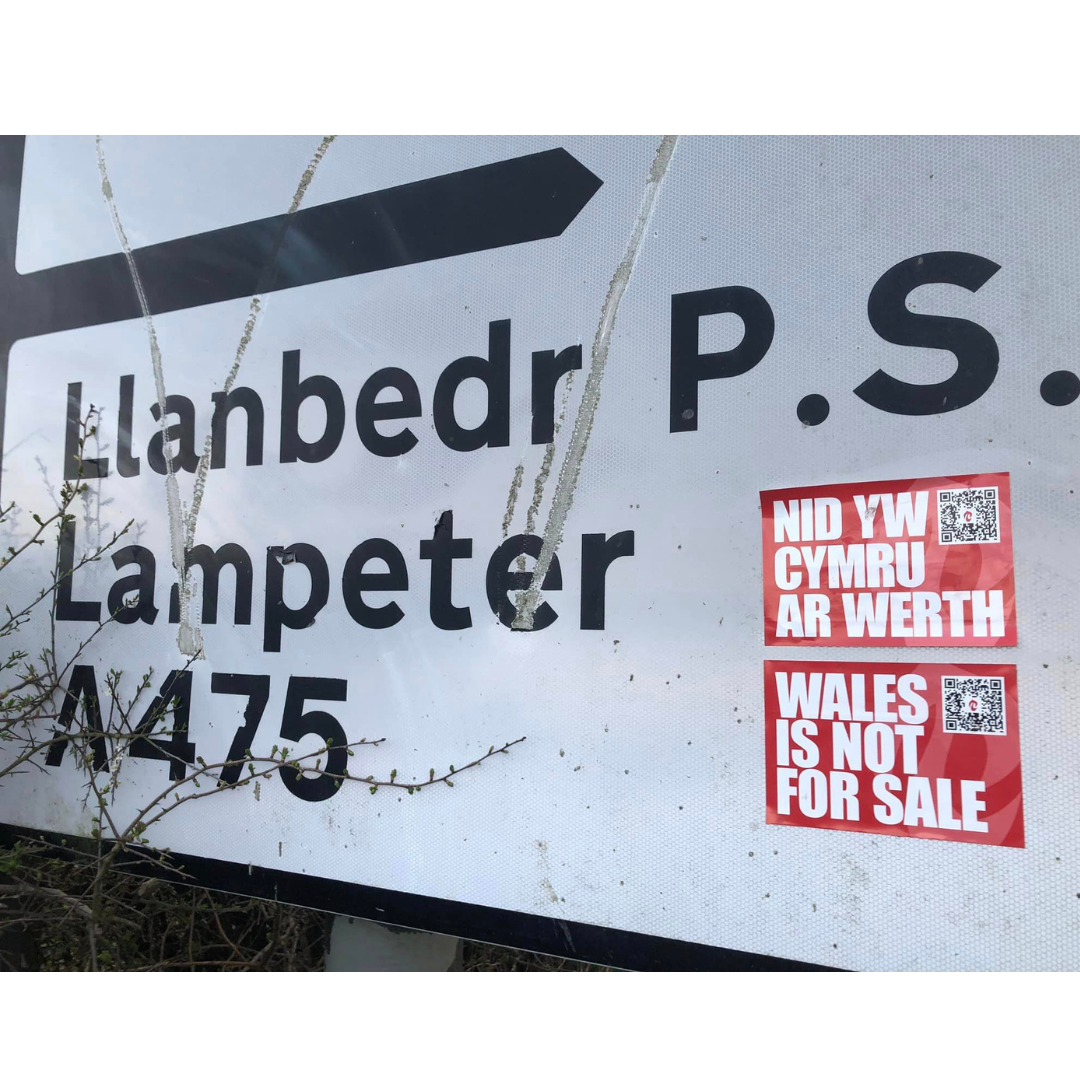 Llanbedr P.S.
Lampeter
A475
NID YW
CYMRU
AR WERTH
WALES
IS NOT
FOR SALE